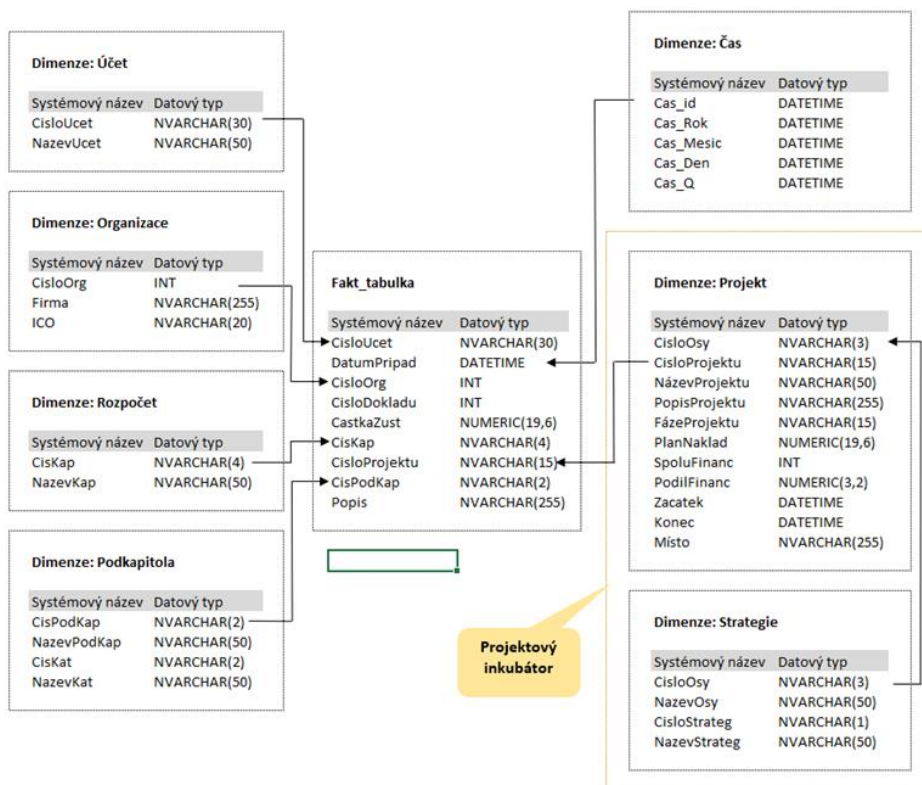 Dimenze: Účet
Systémový název Datový typ
CisloUcet NVARCHAR(30)
NazevUcet NVARCHAR(50)
Dimenze: Organizace
Systémový název Datový typ
CisloOrg INT
Firma NVARCHAR(255)
ICO NVARCHAR(20)
Dimenze: Rozpočet
Systémový název Datový typ
CisKap NVARCHAR(4)
NazevKap NVARCHAR(50)
Dimenze: Podkapitola
Systémový název Datový typ
CisPodKap NVARCHAR(2)
NazevPodKap NVARCHAR(50)
CisKat NVARCHAR(2)
NazevKat NVARCHAR(50)
Fakt_tabulka
Systémový název Datový typ
CisloUcet NVARCHAR(30)
DatumPripad DATETIME
CisloOrg INT
CisloDokladu INT
CastkaZust NUMERIC(19,6)
CisKap NVARCHAR(4)
CisloProjektu NVARCHAR(15)
CisPodKap NVARCHAR(2)
Popis NVARCHAR(255)
Projektový
inkubátor
Dimenze: Čas
Systémový název Datový typ
Cas_id DATETIME
Cas_Rok DATETIME
Cas_Mesic DATETIME
Cas_Den DATETIME
Cas_Q DATETIME
Dimenze: Projekt
Systémový název Datový typ
CisloOsy NVARCHAR(3)
CisloProjektu NVARCHAR(15)
NázevProjektu NVARCHAR(50)
PopisProjektu NVARCHAR(255)
FázeProjektu NVARCHAR(15)
PlanNaklad NUMERIC(19,6)
SpoluFinanc INT
PodilFinanc NUMERIC(3,2)
Zacatek DATETIME
Konec DATETIME
Místo NVARCHAR(255)
Dimenze: Strategie
Systémový název Datový typ
CisloOsy NVARCHAR(3)
NazevOsy NVARCHAR(50)
CisloStrateg NVARCHAR(1)
NazevStrateg NVARCHAR(50)